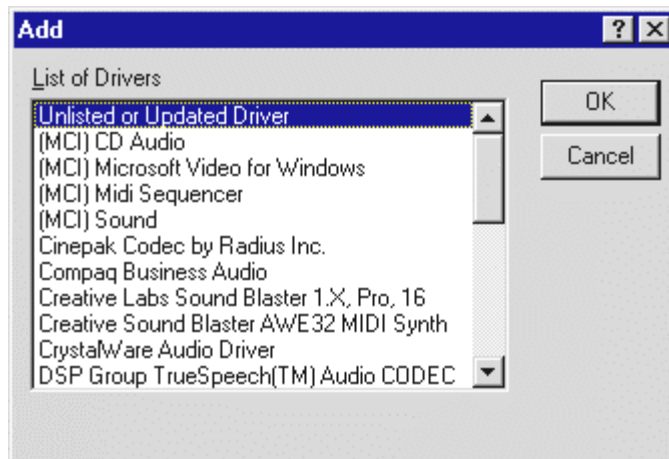 Add
List of Drivers
Unlisted or Updated Driver
(MCI) CD Audio
(MCI) Microsoft Video for Windows
(MCI) Midi Sequencer
(MCI) Sound
Cinepak Codec by Radius Inc.
Compaq Business Audio
Creative Labs Sound Blaster 1.X, Pro, 16
Creative Sound Blaster AWE32 MIDI Synth
CrystalWare Audio Driver
DSP Group TrueSpeech(TM) Audio CODEC
OK
Cancel